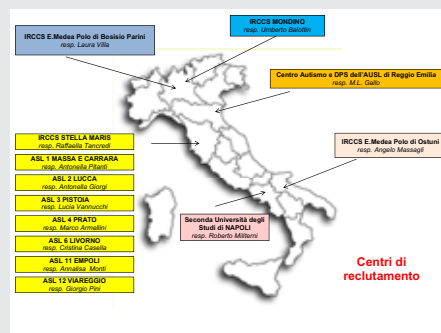 IRCCS MONDINO
resp. Umberto Balottin
IRCCS E.Medea Polo di Bosisio Parini
resp. Laura Villa
Centro Autismo e DPS dell'AUSL di Reggio Emilia
resp. M.L. Gallo
IRCCS STELLA MARIS
resp. Raffaella Tancredi
ASL 1 MASSA E CARRARA
resp. Antonella Pitanti
ASL 2 LUCCA
resp. Antonella Giorgi
ASL 3 PISTOIA
resp. Lucia Vannucchi
ASL 4 PRATO
resp. Marco Armellini
ASL 6 LIVORNO
resp. Cristina Casella
ASL 11 EMPOLI
resp. Annalisa Monti
ASL 12 VIAREGGIO
resp. Giorgio Pini
IRCCS E.Medea Polo di Ostuni
resp. Angelo Massagli
Seconda Università degli
Studi di NAPOLI
resp. Roberto Militerni
Centri di
reclutamento